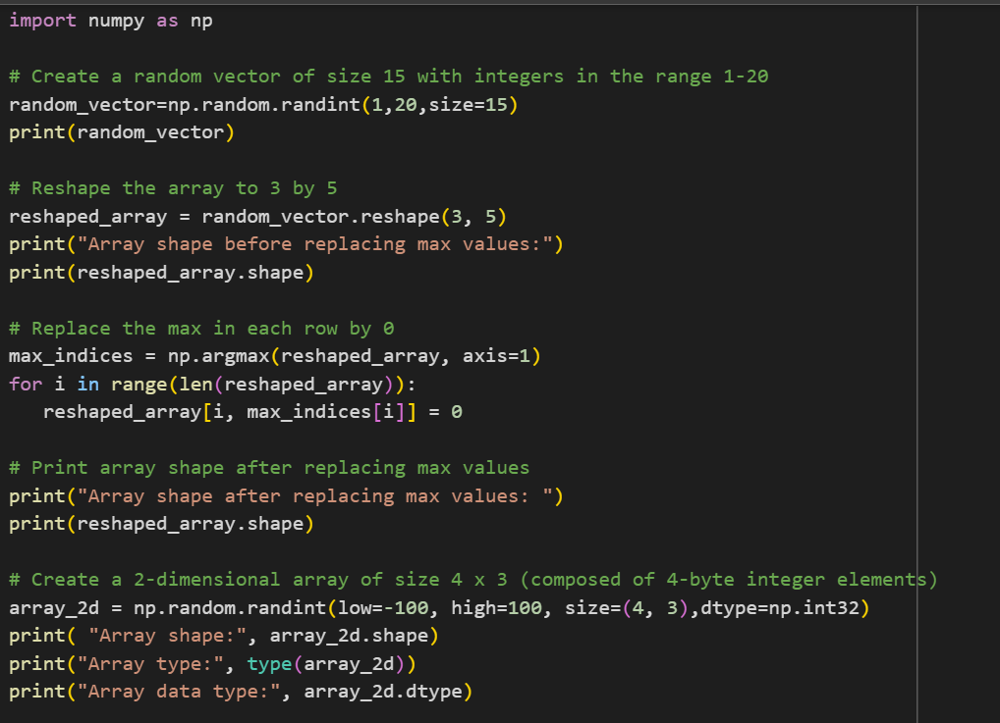 import numpy as np
# Create a random vector of size 15 with integers in the range 1-20
random_vector=np.random.randint(1,20,size=15)
print(random_vector)
# Reshape the array to 3 by 5
reshaped_array = random_vector.reshape(3, 5)
print("Array shape before replacing max values:")
print(reshaped_array.shape)
# Replace the max in each row by 0
max_indices = np.argmax(reshaped_array, axis=1)
for i in range(len(reshaped_array)):
   reshaped_array[i, max_indices[i]] = 0
# Print array shape after replacing max values
print("Array shape after replacing max values: ")
print(reshaped_array.shape)
# Create a 2-dimensional array of size 4 x 3 (composed of 4-byte integer elements)
array_2d = np.random.randint(low=-100, high=100, size=(4, 3),dtype=np.int32)
print( "Array shape:", array_2d.shape)
print("Array type:", type(array_2d))
print("Array data type:", array_2d.dtype)